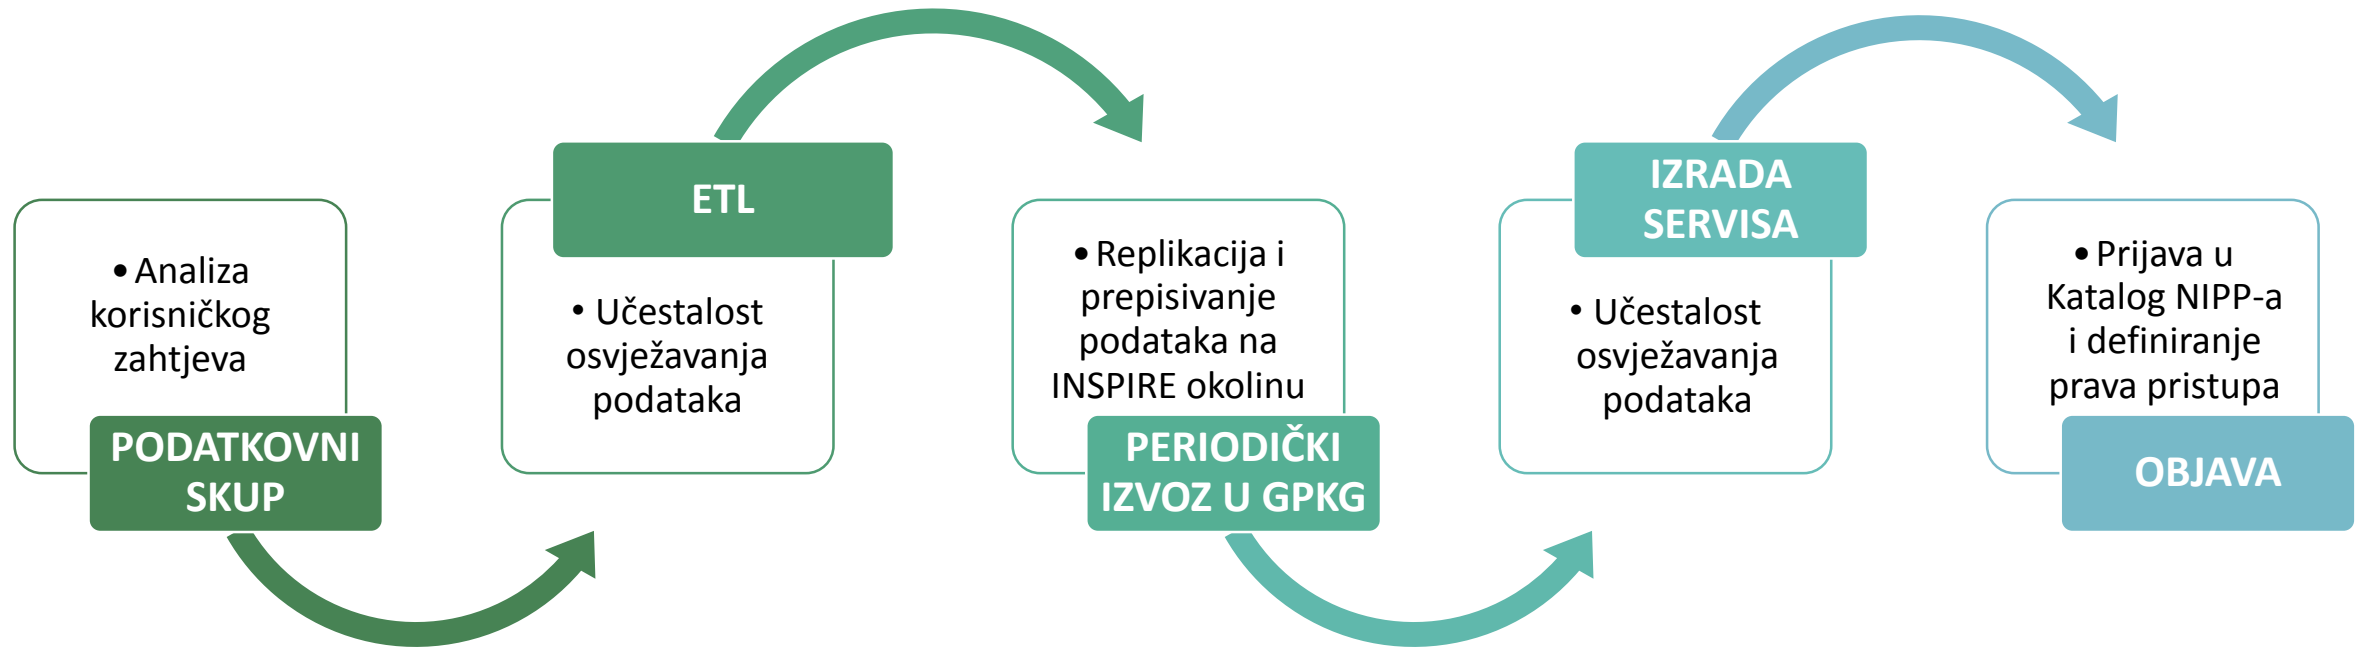 • Analiza
korisničkog
zahtjeva
PODATKOVNI
SKUP
ETL
• Učestalost
osvježavanja
podataka
• Replikacija i
prepisivanje
podataka na
INSPIRE okolinu
PERIODIČKI
IZVOZ U GPKG
IZRADA
SERVISA
• Učestalost
osvježavanja
podataka
• Prijava u
Katalog NIPP-a
i definiranje
prava pristupa
OBJAVA